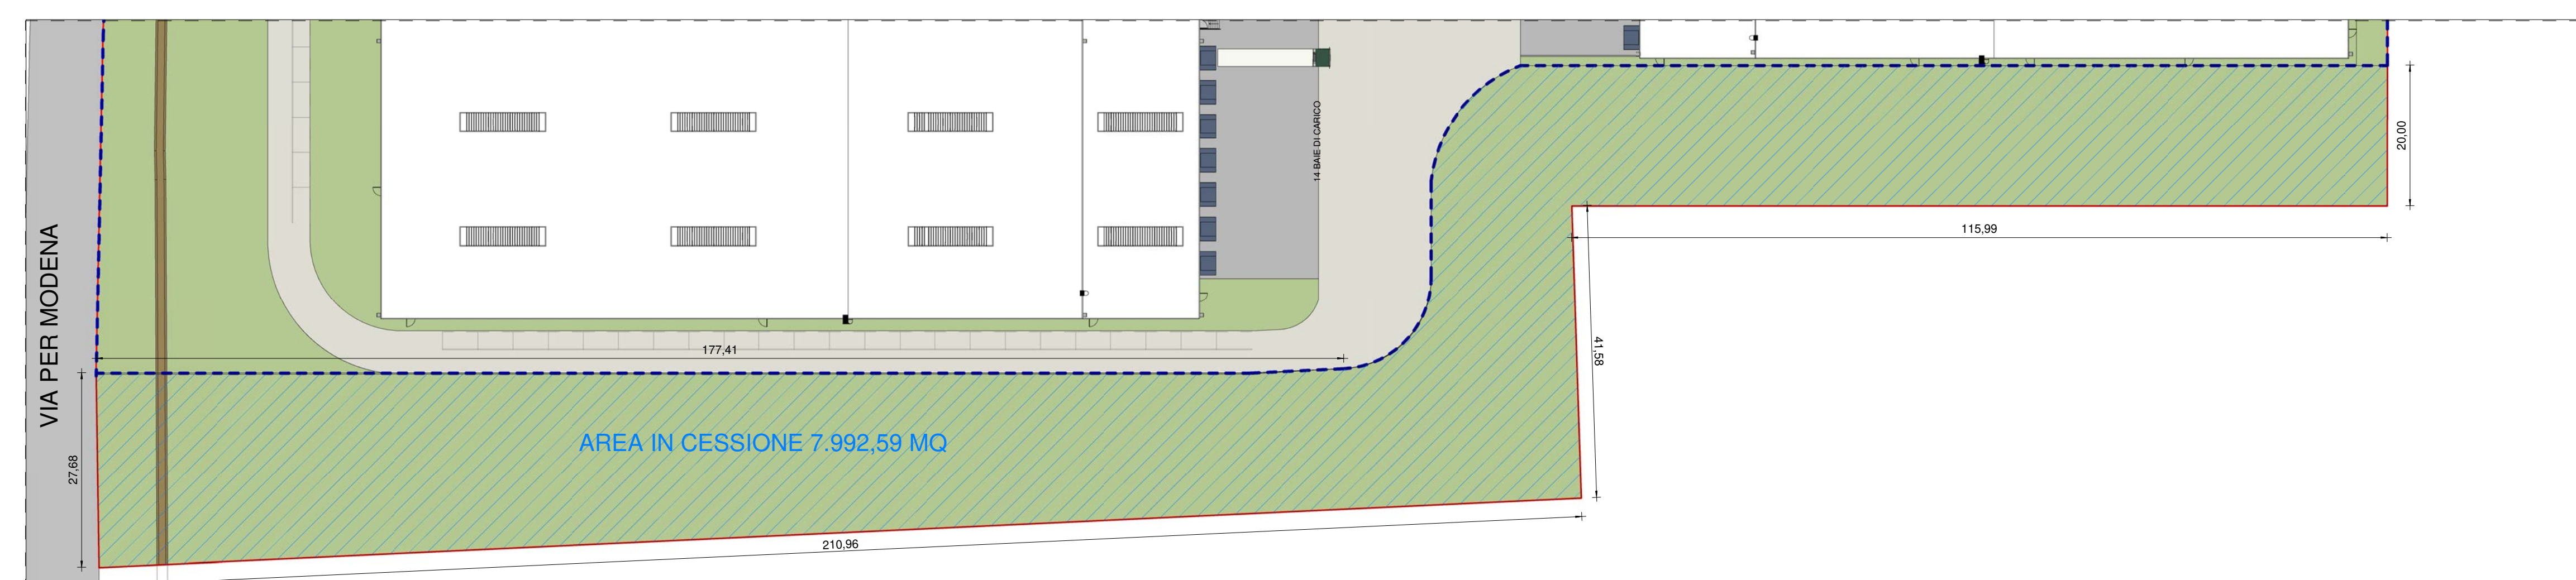 VIA PER MODENA
14 BAIE DI CARICO
20,00
115,99
41,58
177,41
AREA IN CESSIONE 7.992,59 MQ
27,68
210,96